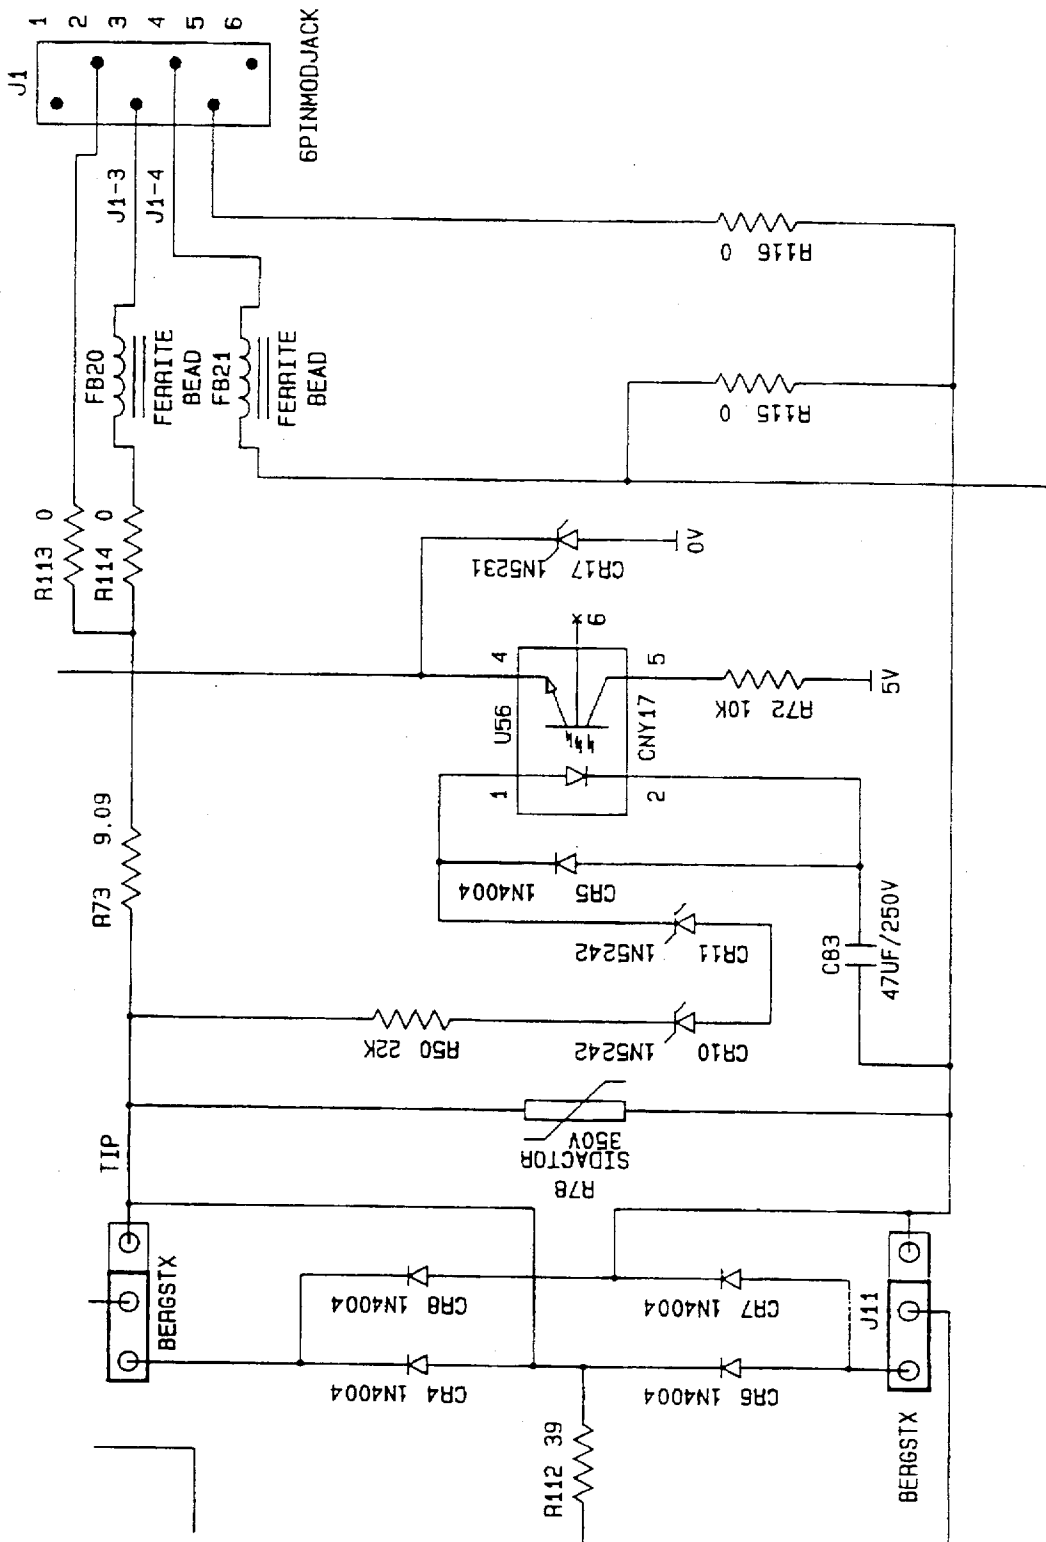 J1
1
2
3
4
5
6
6PINMODJACK
J1-3
J1-4
R116
0
FB20
FERRITE
BEAD
FB21
FERRITE
BEAD
R115
0
R113 0
R114 0
CR17
1N5231
0V
U56
4
6
5
1
2
CNY17
R72 10K
5V
R73 9.09
CR5
1N4004
CR11
1N5242
C83
47UF/250V
R50 22K
CR10
1N5242
TIP
R78
SIDACTOR
350V
BERGSTX
CR8 1N4004
CR7 1N4004
CR4 1N4004
CR6 1N4004
J11
BERGSTX
R112 39